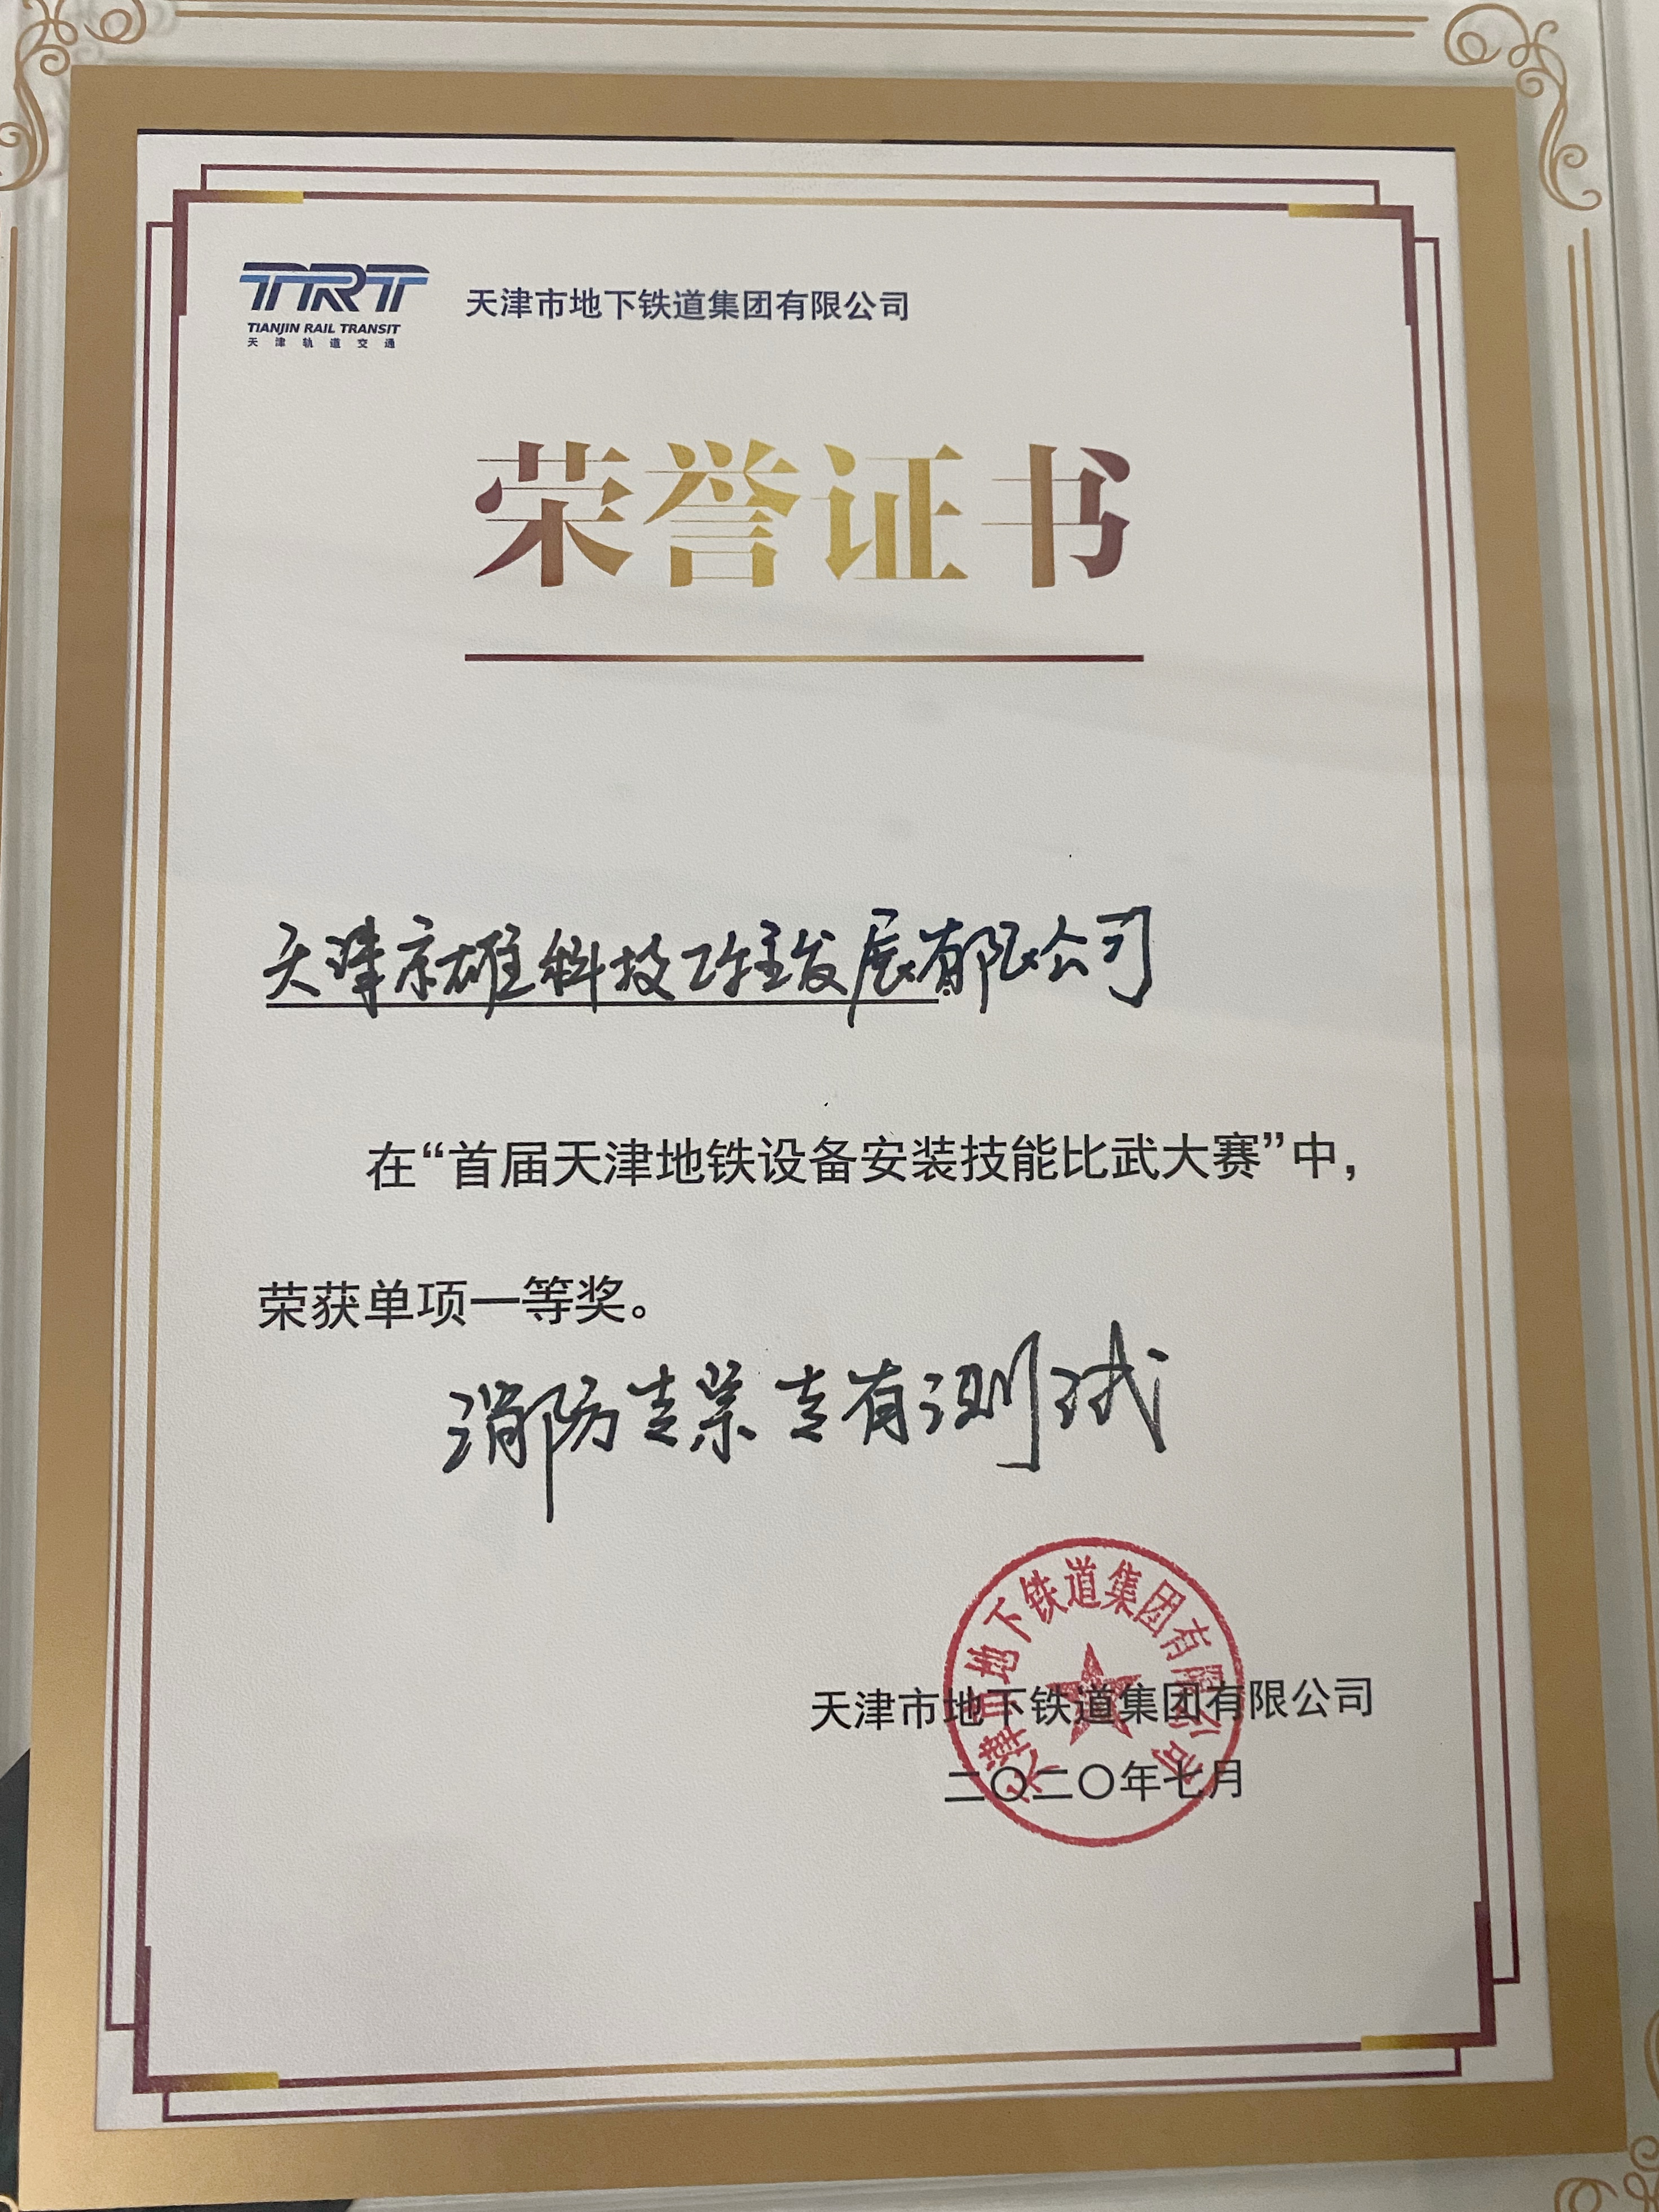 TRT
TIANJIN RAIL TRANSIT
天津轨道交通
天津市地下铁道集团有限公司
荣誉证书
天津京雄科技发展有限公司
在“首届天津地铁设备安装技能比武大赛”中，
荣获单项一等奖。
消防专业专有测试
天津市地下铁道集团有限公司
二〇二〇年七月
天津市地下铁道集团有限公司